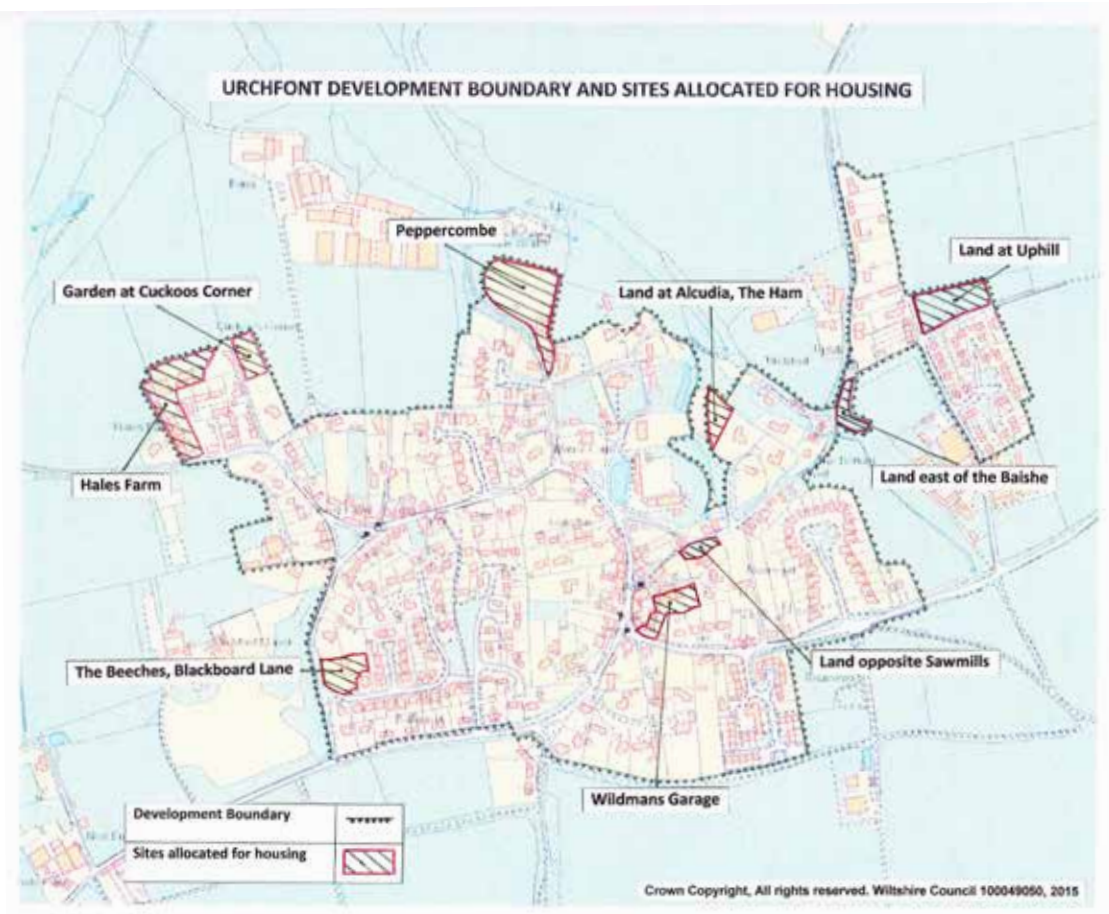 URCHFONT DEVELOPMENT BOUNDARY AND SITES ALLOCATED FOR HOUSING
Peppercombe
Land at Uphill
Garden at Cuckoos Corner
Land at Alcudia, The Ham
Hales Farm
Land east of the Baishe
The Beeches, Blackboard Lane
Land opposite Sawmills
Wildmans Garage
Development Boundary
Sites allocated for housing
Crown Copyright, All rights reserved. Wiltshire Council 100049050, 2015